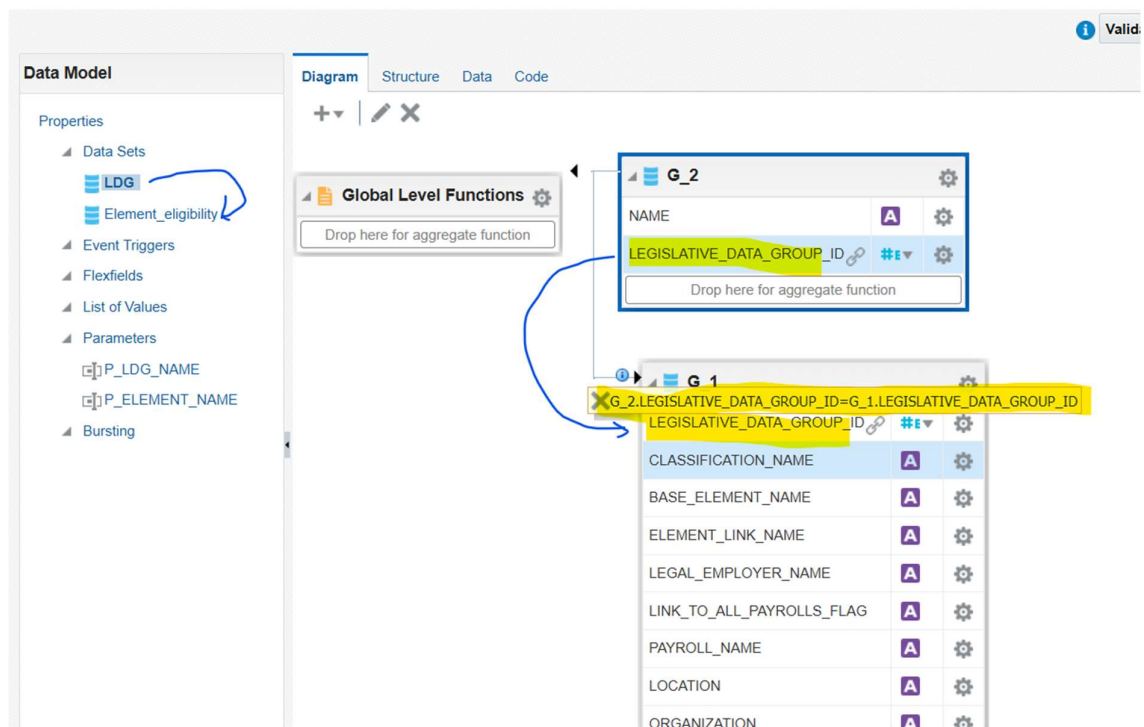 Valida
Data Model
Diagram Structure Data Code
Properties
Data Sets
LDG
Element_eligibility
Event Triggers
Flexfields
List of Values
Parameters
P_LDG_NAME
P_ELEMENT_NAME
Bursting
Global Level Functions
Drop here for aggregate function
G_2
NAME
LEGISLATIVE_DATA_GROUP_ID
Drop here for aggregate function
G_1
G_2.LEGISLATIVE_DATA_GROUP_ID=G_1.LEGISLATIVE_DATA_GROUP_ID
LEGISLATIVE_DATA_GROUP_ID
CLASSIFICATION_NAME
BASE_ELEMENT_NAME
ELEMENT_LINK_NAME
LEGAL_EMPLOYER_NAME
LINK_TO_ALL_PAYROLLS_FLAG
PAYROLL_NAME
LOCATION
ORGANIZATION